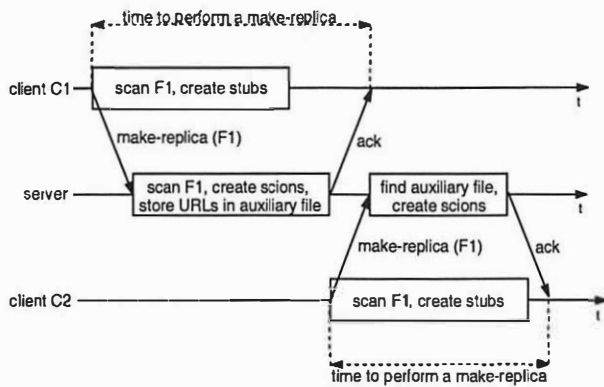 time to perform a make-replica
client C1
scan F1, create stubs
t
make-replica (F1)
ack
server
scan F1, create scions,
store URLs in auxiliary file
find auxiliary file,
create scions
t
make-replica (F1)
ack
client C2
scan F1, create stubs
t
time to perform a make-replica